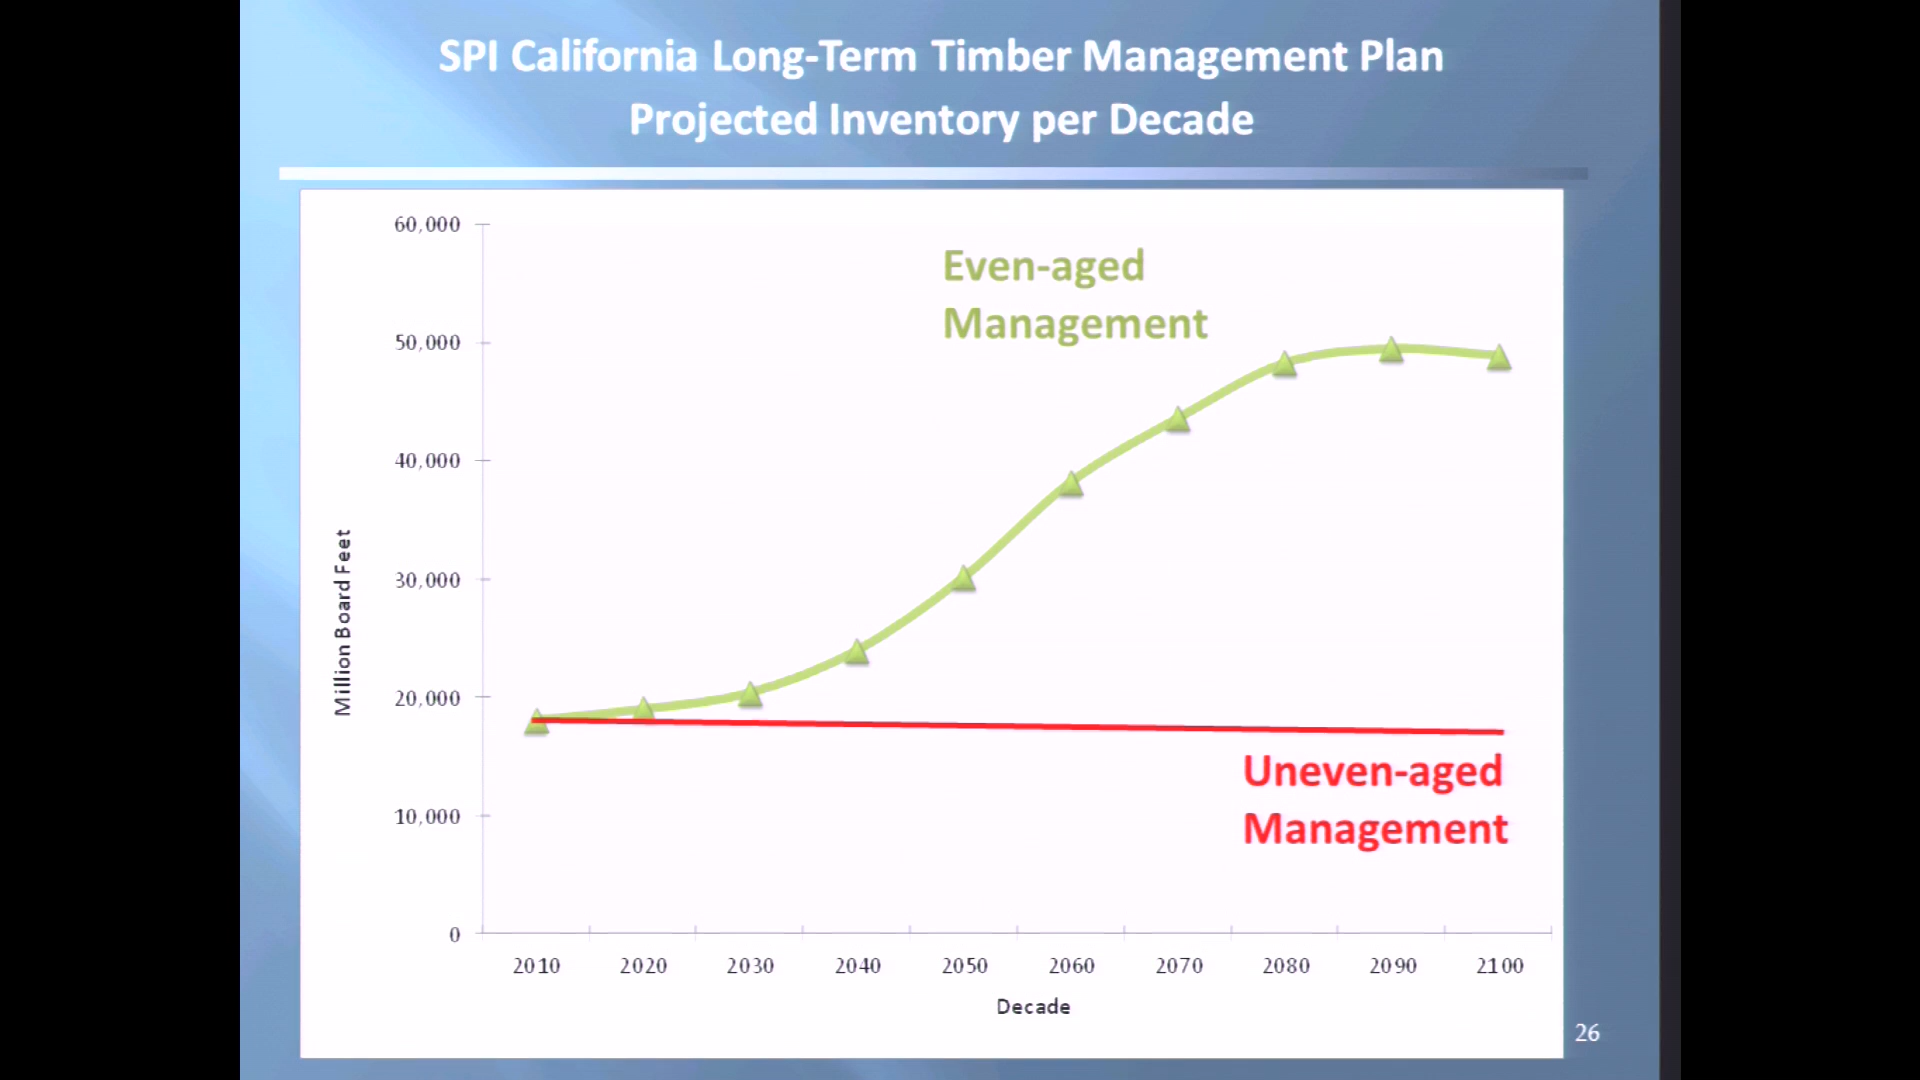 SPI California Long-Term Timber Management Plan
Projected Inventory per Decade
60,000
50,000
40,000
30,000
20,000
10,000
0
Million Board Feet
Even-aged
Management
Uneven-aged
Management
2010 2020 2030 2040 2050 2060 2070 2080 2090 2100
Decade
26